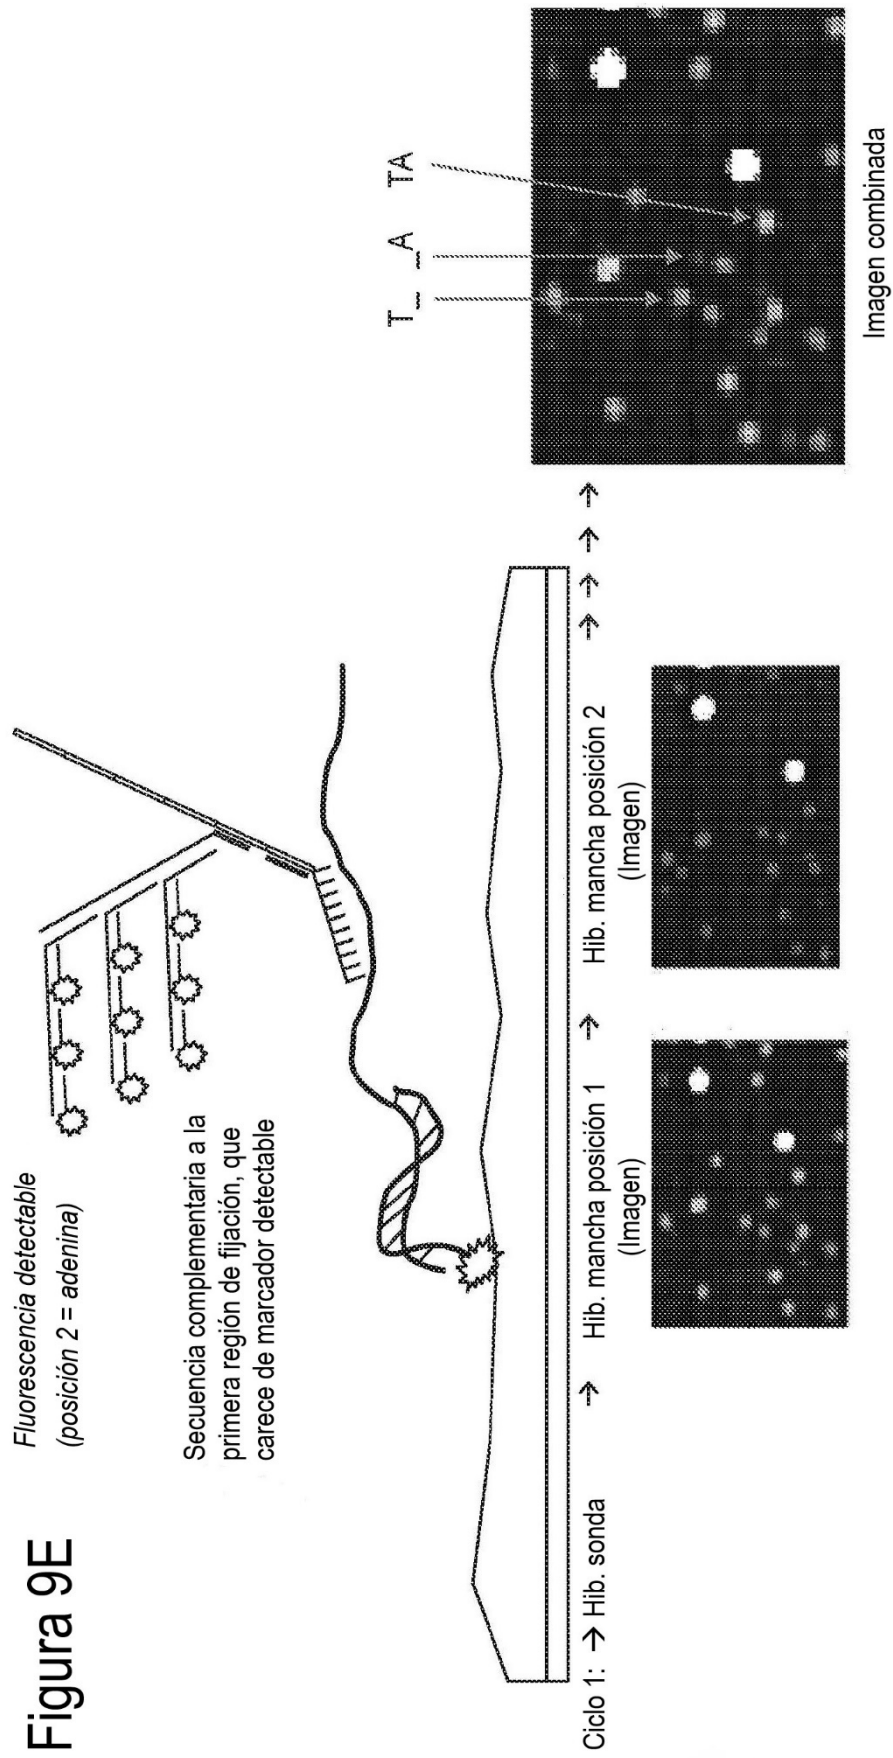 Figura 9E
Fluorescencia detectable
(posición 2 = adenina)
Secuencia complementaria a la
primera región de fijación, que
carece de marcador detectable
Ciclo 1: → Hib. sonda → Hib. mancha posición 1 → Hib. mancha posición 2 → → → →
(Imagen)
(Imagen)
T_ _A TA
Imagen combinada